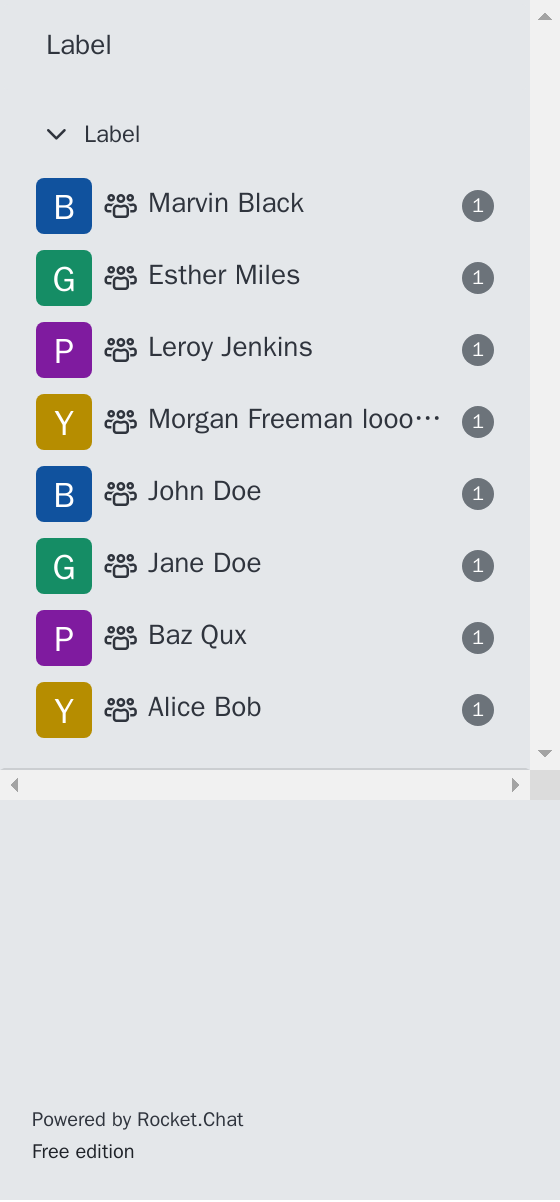 Label
Label
B Marvin Black 1
G Esther Miles 1
P Leroy Jenkins 1
Y Morgan Freeman looo··· 1
B John Doe 1
G Jane Doe 1
P Baz Qux 1
Y Alice Bob 1
Powered by Rocket.Chat
Free edition